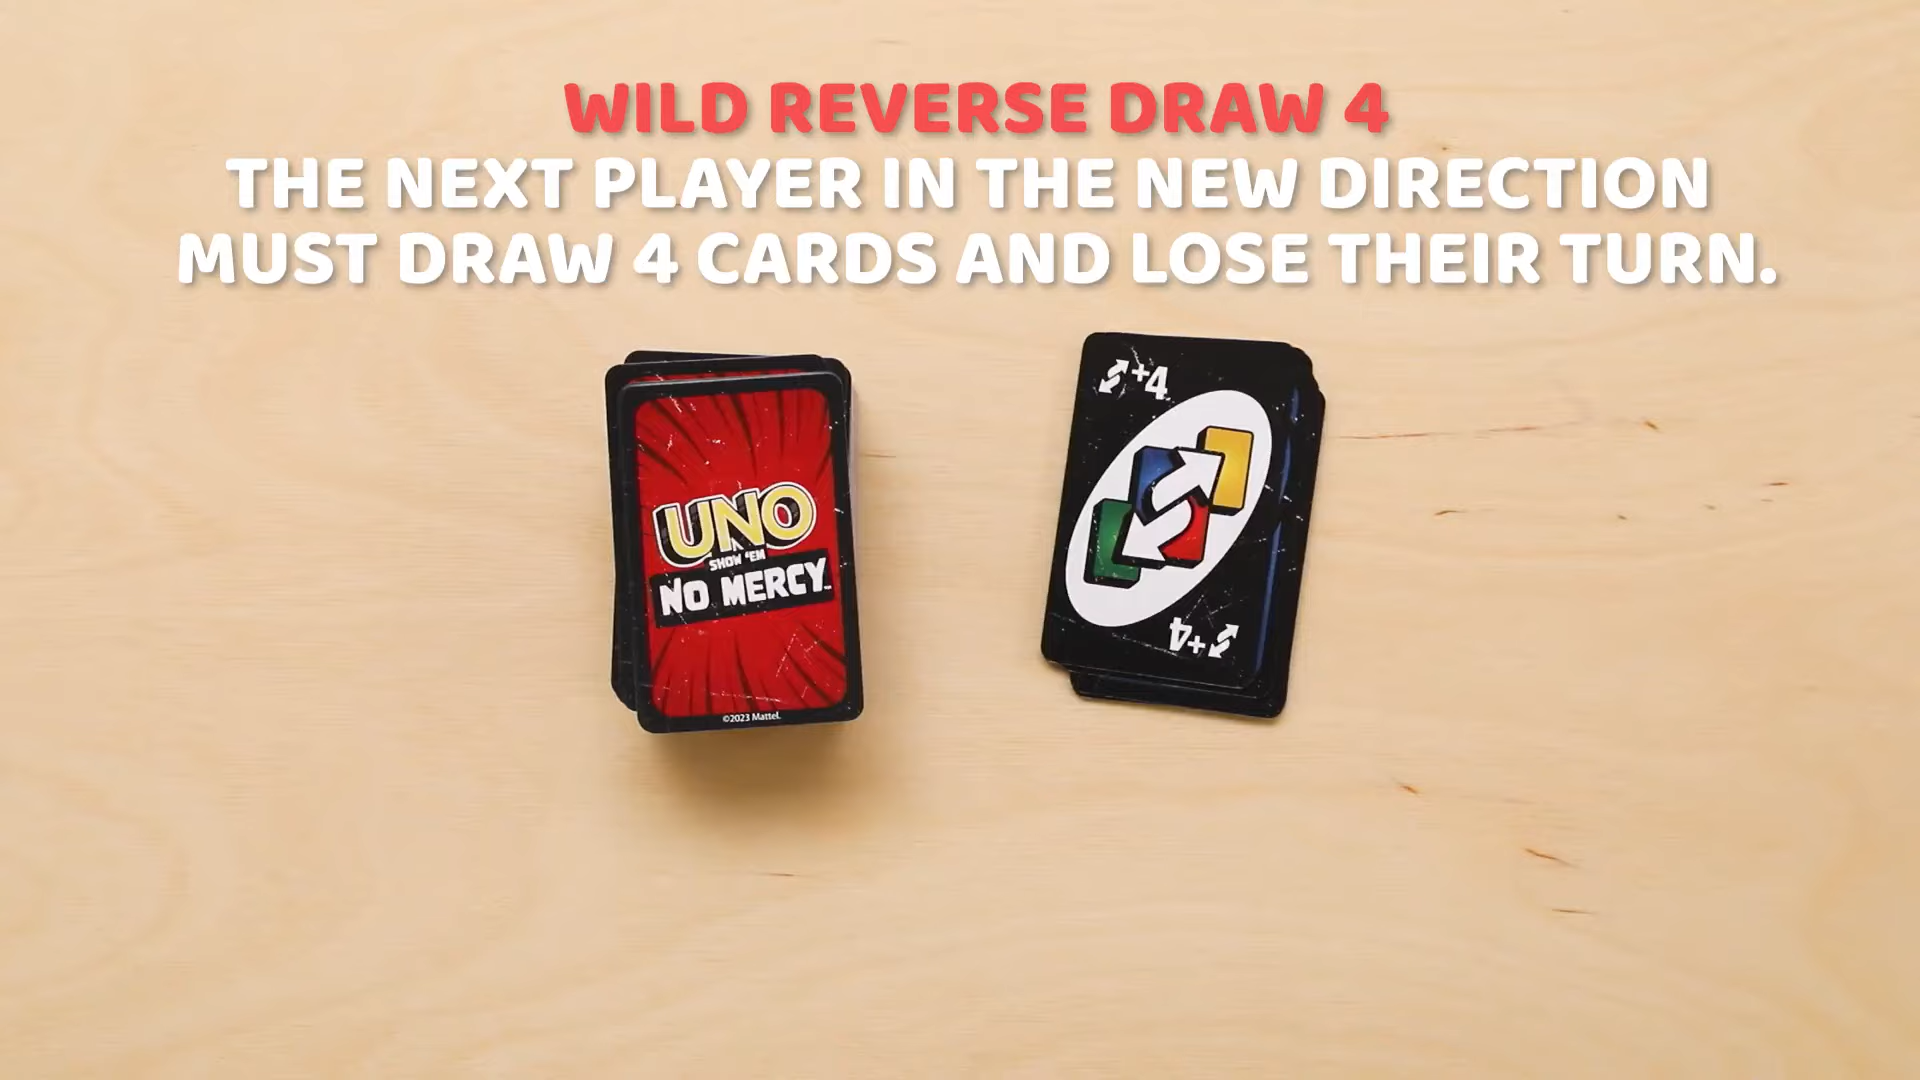 WILD REVERSE DRAW 4
THE NEXT PLAYER IN THE NEW DIRECTION
MUST DRAW 4 CARDS AND LOSE THEIR TURN.
+4
UNO
SHOW 'EM
NO MERCY™
+4
©2023 Mattel.